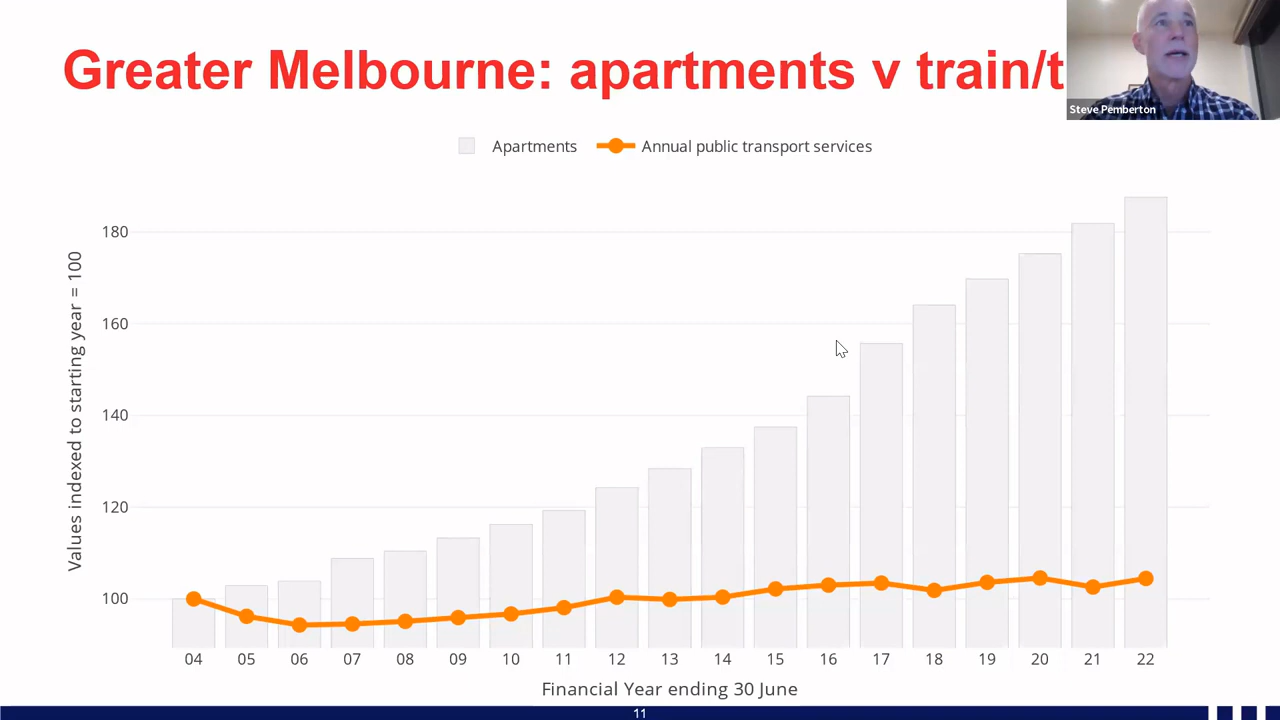 Greater Melbourne: apartments v train/t
Steve Pemberton
Apartments
Annual public transport services
Values indexed to starting year = 100
180
160
140
120
100
04 05 06 07 08 09 10 11 12 13 14 15 16 17 18 19 20 21 22
Financial Year ending 30 June
11